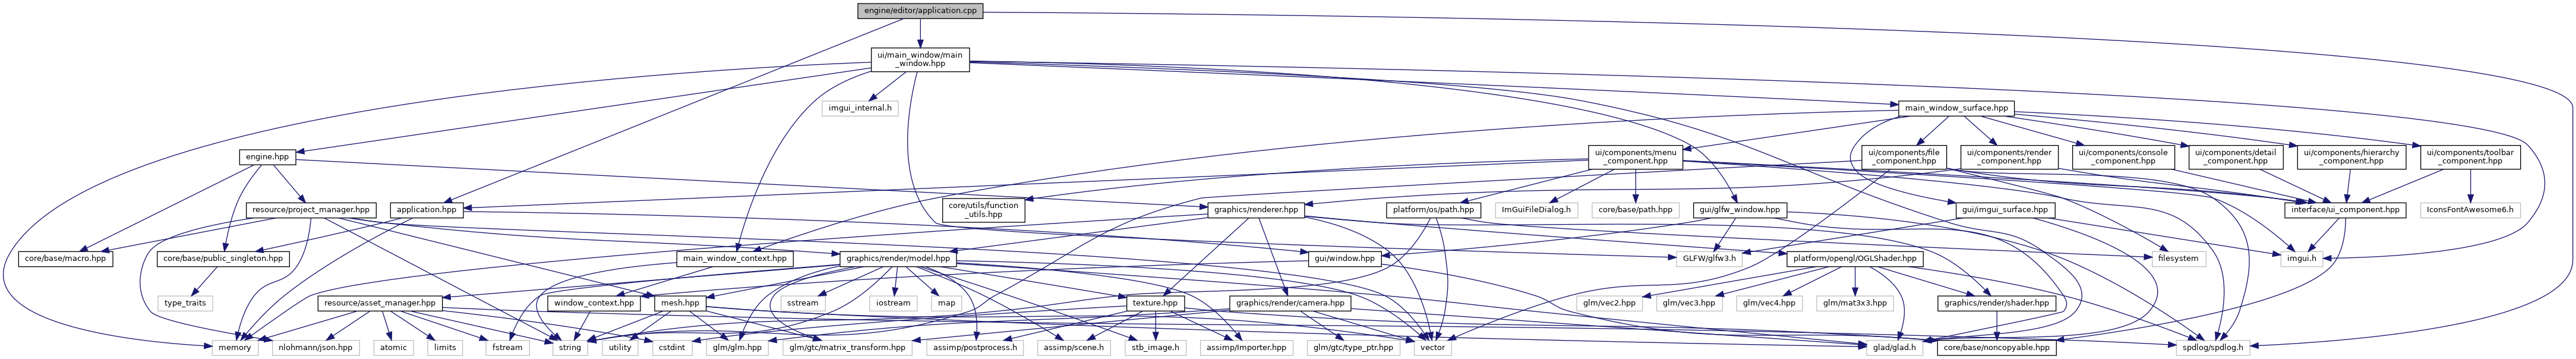 engine/editor/application.cpp
ui/main_window/main
_window.hpp
imgui_internal.h
main_window_surface.hpp
engine.hpp
ui/components/menu
_component.hpp
ui/components/file
_component.hpp
ui/components/render
_component.hpp
ui/components/console
_component.hpp
ui/components/detail
_component.hpp
ui/components/hierarchy
_component.hpp
ui/components/toolbar
_component.hpp
resource/project_manager.hpp
application.hpp
core/utils/function
_utils.hpp
graphics/renderer.hpp
platform/os/path.hpp
ImGuiFileDialog.h
core/base/path.hpp
gui/glfw_window.hpp
gui/imgui_surface.hpp
interface/ui_component.hpp
IconsFontAwesome6.h
core/base/macro.hpp
core/base/public_singleton.hpp
main_window_context.hpp
graphics/render/model.hpp
gui/window.hpp
GLFW/glfw3.h
platform/opengl/OGLShader.hpp
filesystem
imgui.h
type_traits
resource/asset_manager.hpp
window_context.hpp
mesh.hpp
sstream
iostream
map
texture.hpp
graphics/render/camera.hpp
glm/vec2.hpp
glm/vec3.hpp
glm/vec4.hpp
glm/mat3x3.hpp
graphics/render/shader.hpp
memory
nlohmann/json.hpp
atomic
limits
fstream
string
utility
cstdint
glm/glm.hpp
glm/gtc/matrix_transform.hpp
assimp/postprocess.h
assimp/scene.h
stb_image.h
assimp/Importer.hpp
glm/gtc/type_ptr.hpp
vector
glad/glad.h
core/base/noncopyable.hpp
spdlog/spdlog.h